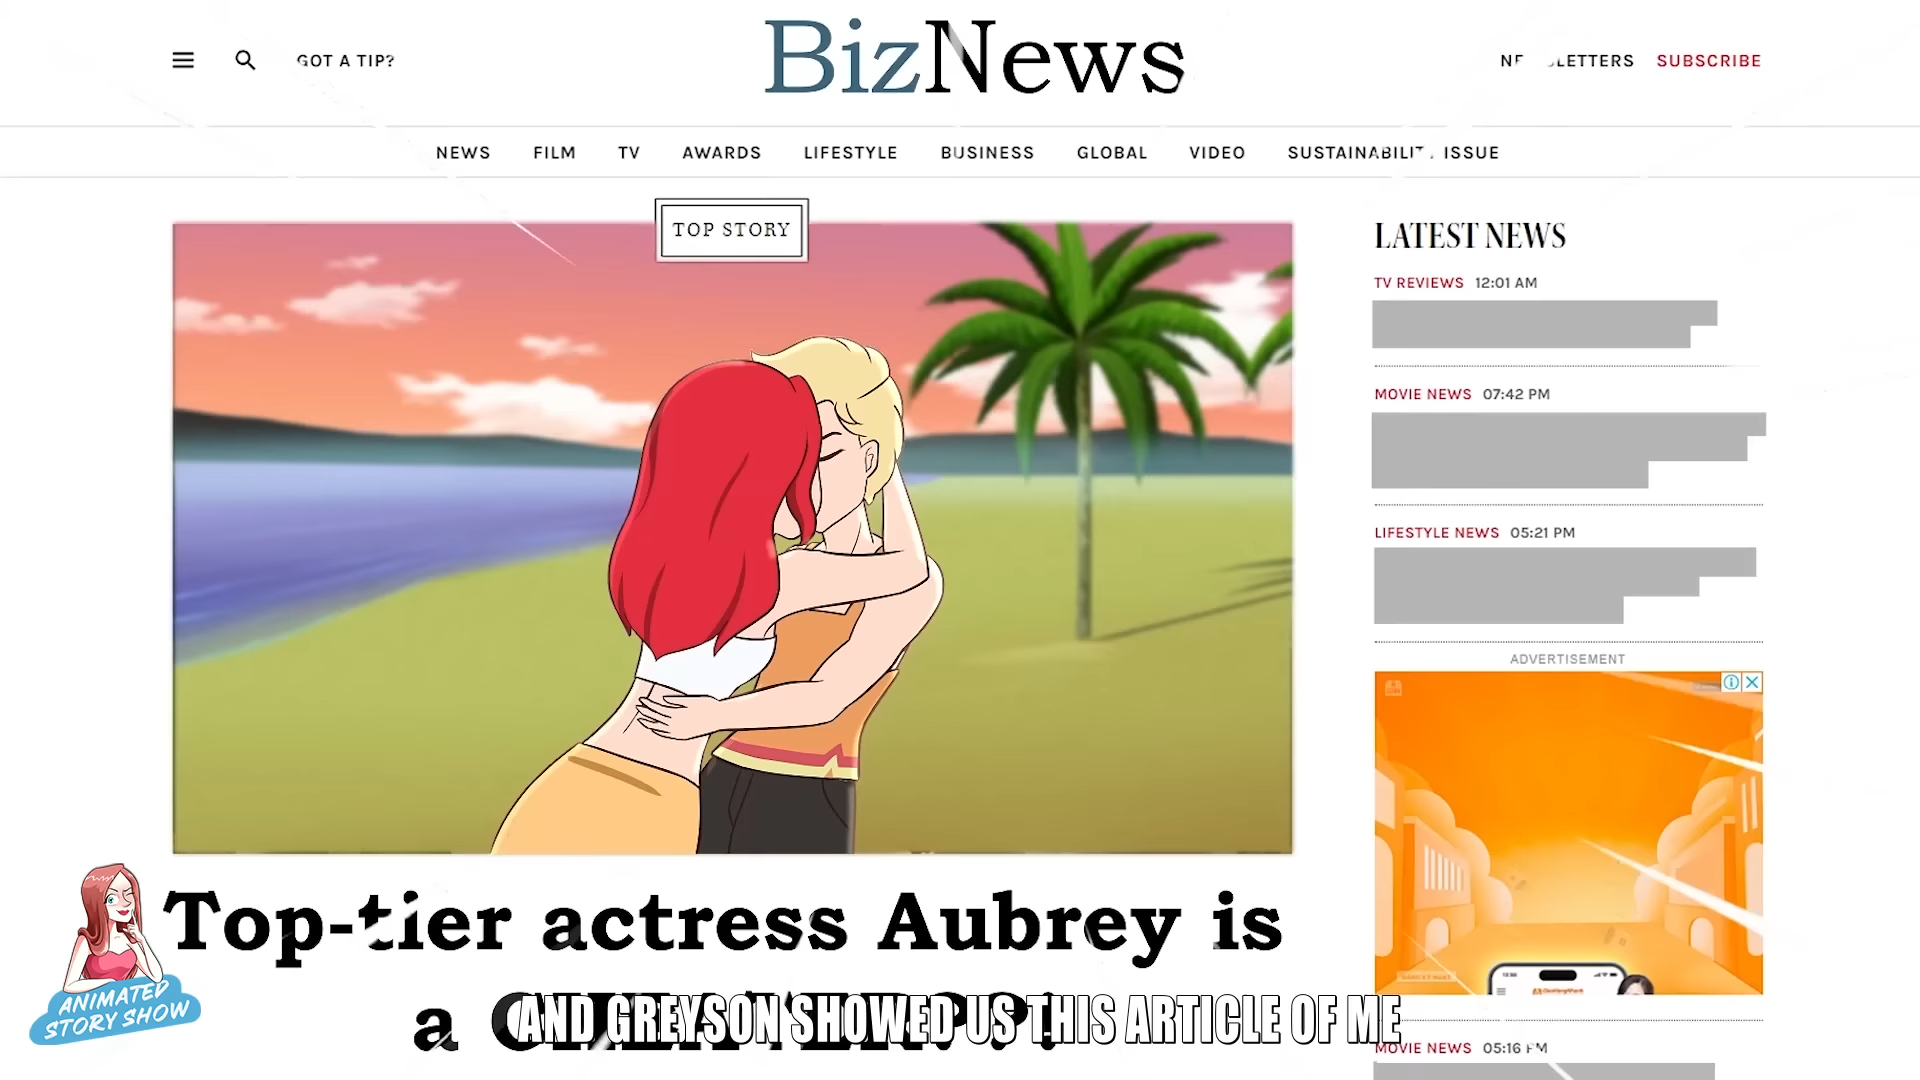 GOT A TIP?
BizNews
SUBSCRIBE
NEWS FILM TV AWARDS LIFESTYLE BUSINESS GLOBAL VIDEO SUSTAINABILITY ISSUE
TOP STORY
LATEST NEWS
TV REVIEWS 12:01 AM
MOVIE NEWS 07:42 PM
LIFESTYLE NEWS 05:21 PM
ADVERTISEMENT
Top-tier actress Aubrey is
a
AND GREYSON SHOWED US THIS ARTICLE OF ME
ANIMATED
STORY SHOW
MOVIE NEWS 05:16 PM